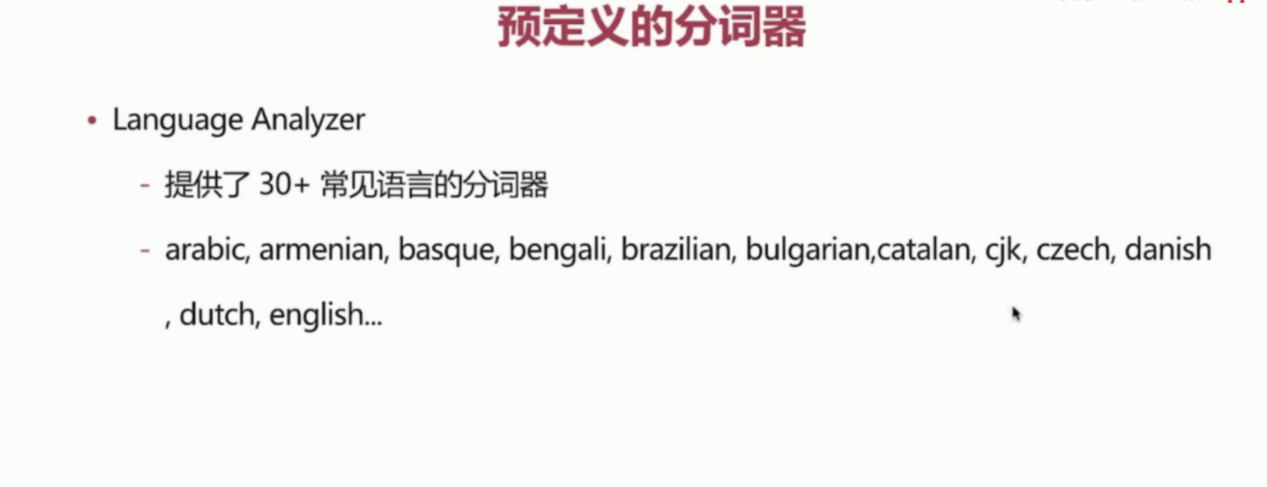 预定义的分词器
• Language Analyzer
- 提供了 30+ 常见语言的分词器
- arabic, armenian, basque, bengali, brazilian, bulgarian,catalan, cjk, czech, danish
, dutch, english...